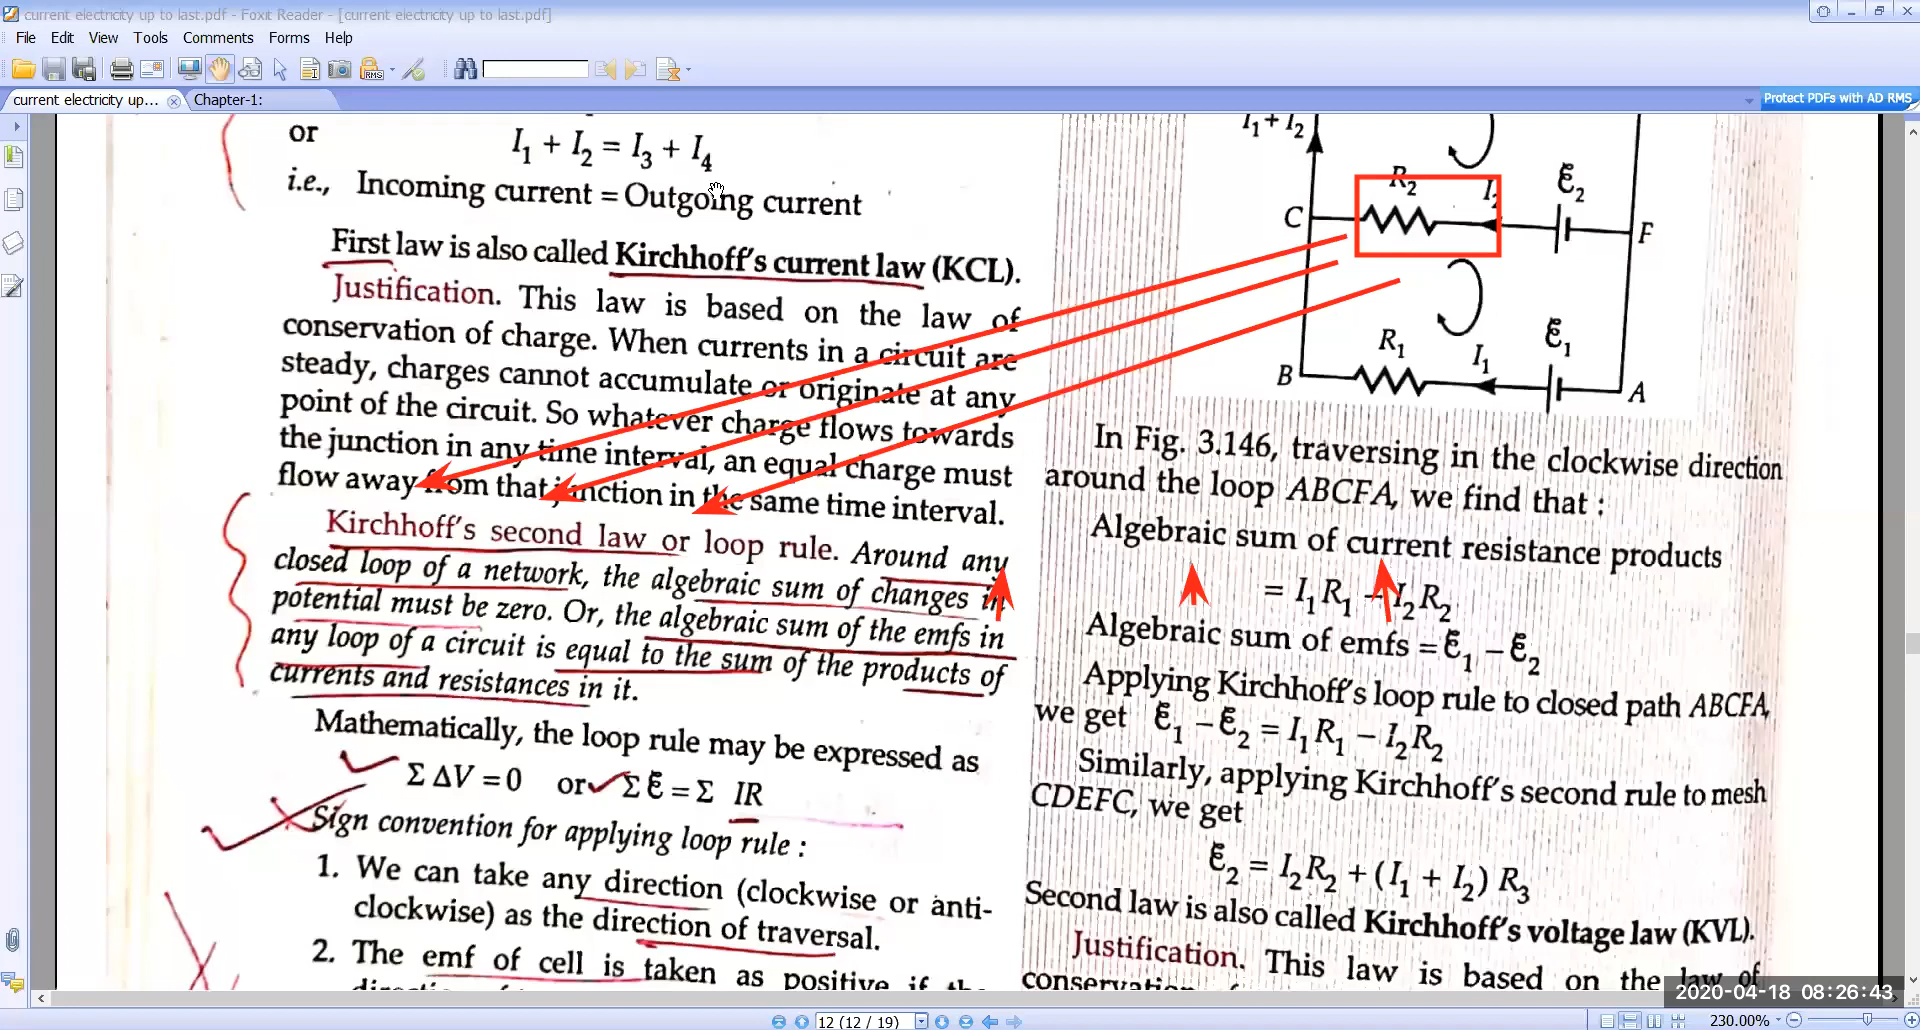 current electricity up to last.pdf - Foxit Reader - [current electricity up to last.pdf]
File Edit View Tools Comments Forms Help
current electricity up... Chapter-1:
Protect PDFs with AD RMS
or
I₁ + I₂ = I₃ + I₄
i.e., Incoming current = Outgoing current
First law is also called Kirchhoff's current law (KCL).
Justification. This law is based on the law of
conservation of charge. When currents in a circuit are
steady, charges cannot accumulate or originate at any
point of the circuit. So whatever charge flows towards
the junction in any time interval, an equal charge must
flow away from that junction in the same time interval.
Kirchhoff's second law or loop rule. Around any
closed loop of a network, the algebraic sum of changes in
potential must be zero. Or, the algebraic sum of the emfs in
any loop of a circuit is equal to the sum of the products of
currents and resistances in it.
Mathematically, the loop rule may be expressed as
Σ ΔV = 0 or Σ ℰ = Σ IR
Sign convention for applying loop rule :
1. We can take any direction (clockwise or anti-
clockwise) as the direction of traversal.
2. The emf of cell is taken as positive if the
I₁ + I₂
R₂ I₂ ℰ₂
C F
R₁ I₁ ℰ₁
B A
In Fig. 3.146, traversing in the clockwise direction
around the loop ABCFA, we find that :
Algebraic sum of current resistance products
= I₁R₁ − I₂R₂
Algebraic sum of emfs = ℰ₁ − ℰ₂
Applying Kirchhoff's loop rule to closed path ABCFA,
we get ℰ₁ − ℰ₂ = I₁R₁ − I₂R₂
Similarly, applying Kirchhoff's second rule to mesh
CDEFC, we get
ℰ₂ = I₂R₂ + (I₁ + I₂) R₃
Second law is also called Kirchhoff's voltage law (KVL).
Justification. This law is based on the law of
2020-04-18 08:26:43
12 (12 / 19)
230.00%